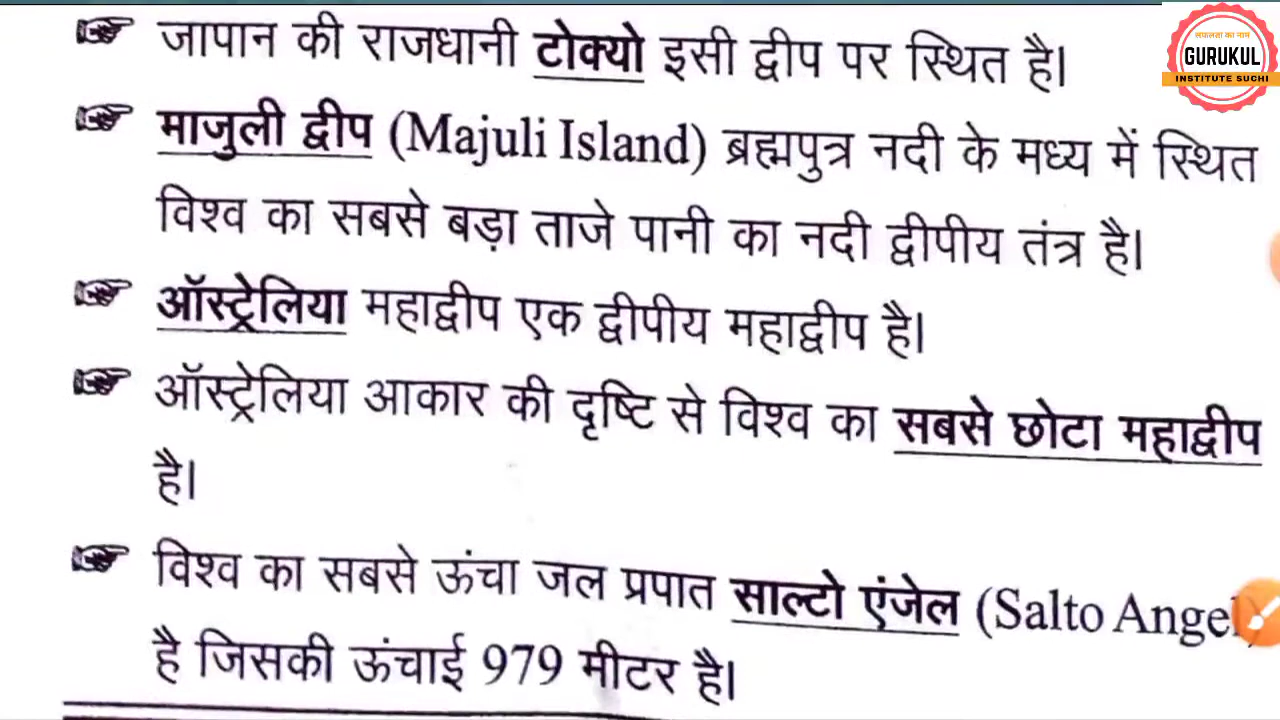 जापान की राजधानी टोक्यो इसी द्वीप पर स्थित है।
माजुली द्वीप (Majuli Island) ब्रह्मपुत्र नदी के मध्य में स्थित
विश्व का सबसे बड़ा ताजे पानी का नदी द्वीपीय तंत्र है।
ऑस्ट्रेलिया महाद्वीप एक द्वीपीय महाद्वीप है।
ऑस्ट्रेलिया आकार की दृष्टि से विश्व का सबसे छोटा महाद्वीप
है।
विश्व का सबसे ऊंचा जल प्रपात साल्टो एंजेल (Salto Angel)
है जिसकी ऊंचाई 979 मीटर है।
सफलता का नाम
GURUKUL
INSTITUTE SUCHI